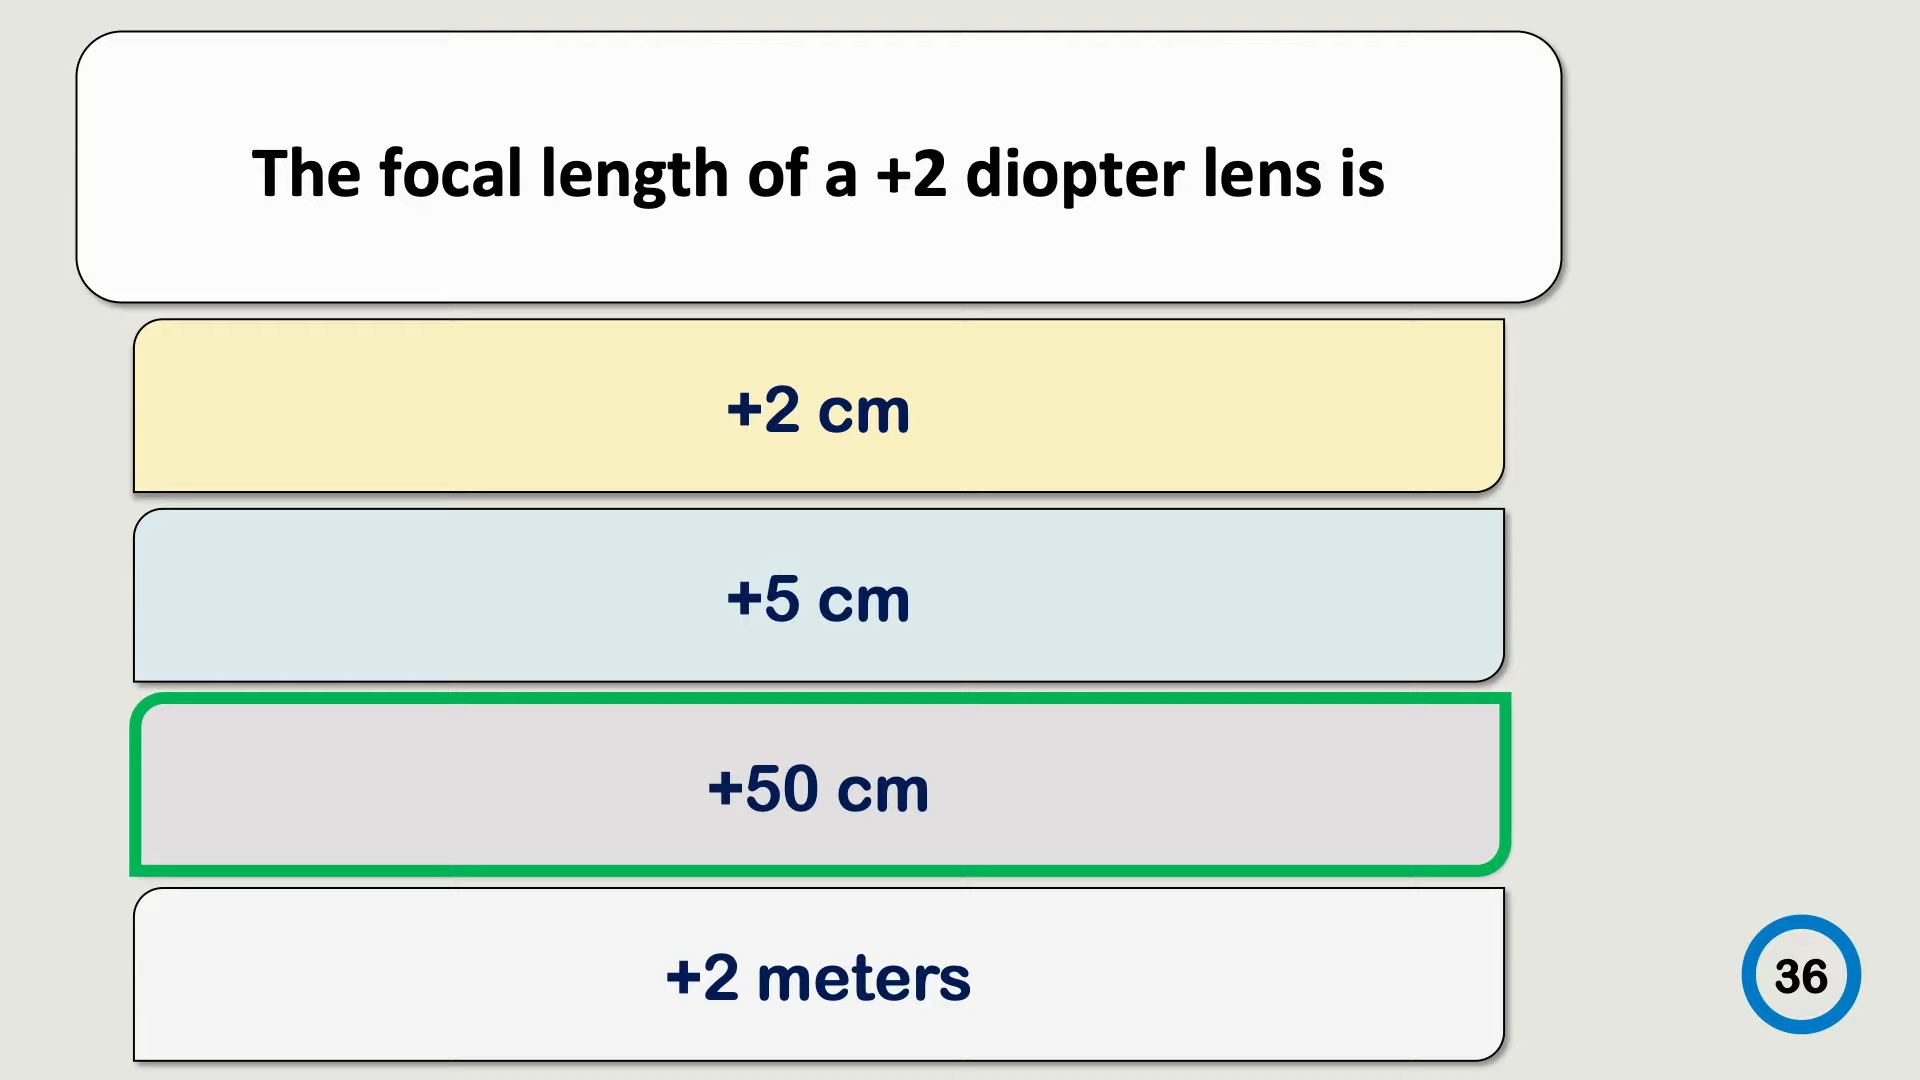 The focal length of a +2 diopter lens is
+2 cm
+5 cm
+50 cm
+2 meters
36